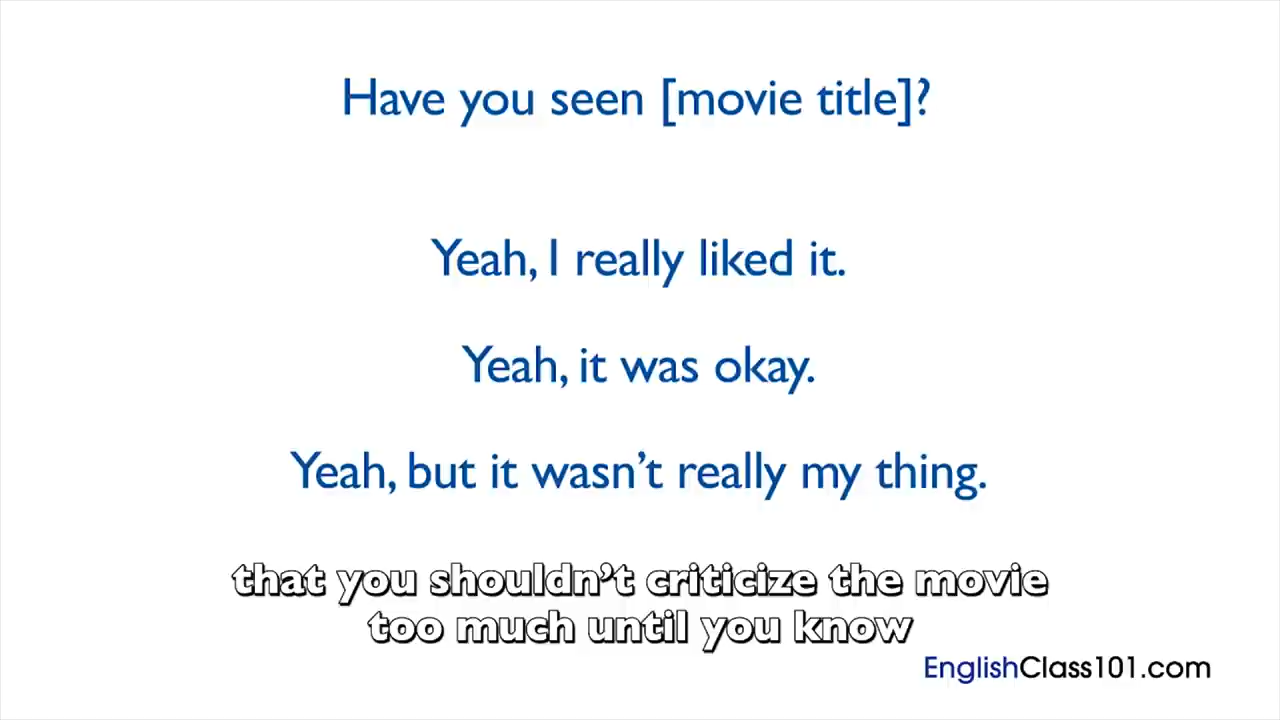 Have you seen [movie title]?
Yeah, I really liked it.
Yeah, it was okay.
Yeah, but it wasn’t really my thing.
that you shouldn’t criticize the movie
too much until you know
EnglishClass101.com